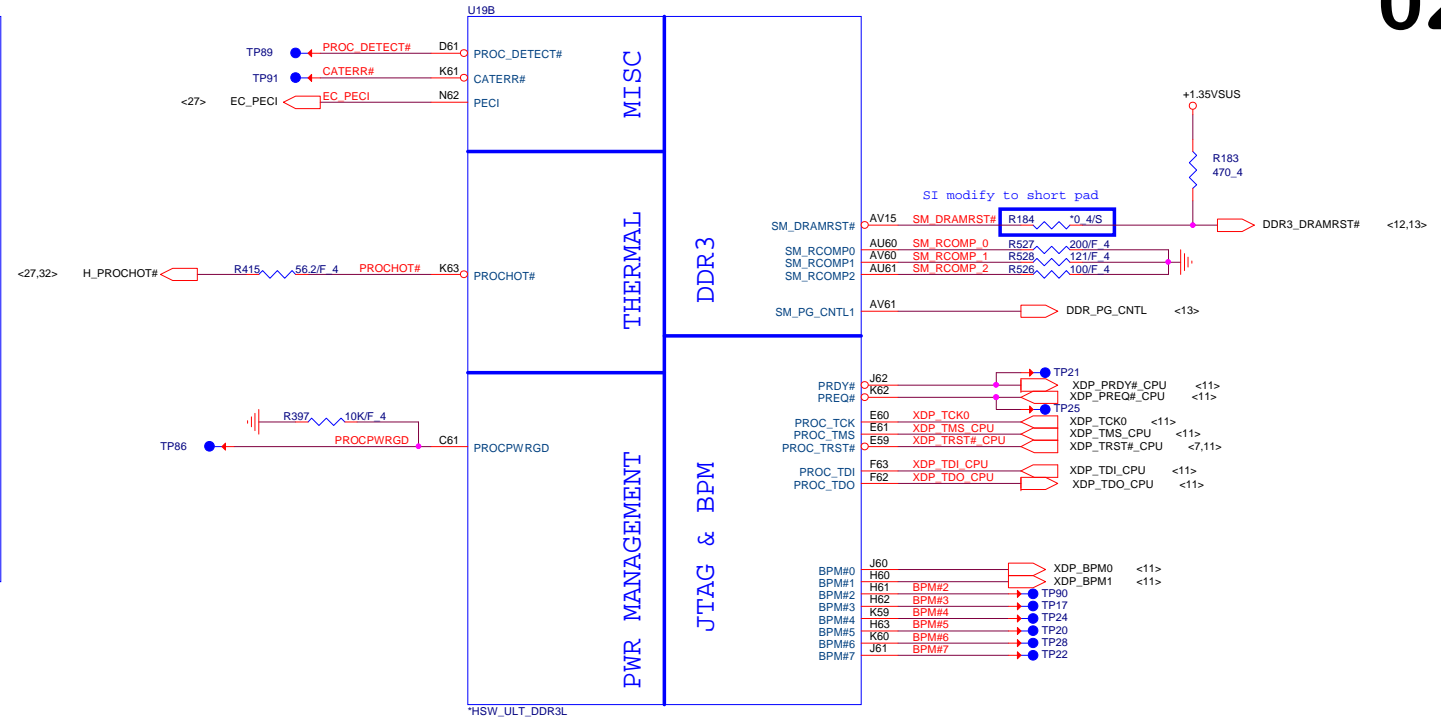 02
U19B
TP89 PROC_DETECT# D61 PROC_DETECT#
TP91 CATERR# K61 CATERR#
<27> EC_PECI EC_PECI N62 PECI
MISC
+1.35VSUS
R183
470_4
SI modify to short pad
SM_DRAMRST# AV15 SM_DRAMRST# R184 *0_4/S DDR3_DRAMRST# <12,13>
SM_RCOMP0 AU60 SM_RCOMP_0 R527 200/F_4
SM_RCOMP1 AV60 SM_RCOMP_1 R528 121/F_4
SM_RCOMP2 AU61 SM_RCOMP_2 R526 100/F_4
<27,32> H_PROCHOT# R415 56.2/F_4 PROCHOT# K63 PROCHOT#
THERMAL
DDR3
SM_PG_CNTL1 AV61 DDR_PG_CNTL <13>
TP21
PRDY# J62 XDP_PRDY#_CPU <11>
PREQ# K62 XDP_PREQ#_CPU <11>
TP25
PROC_TCK E60 XDP_TCK0 XDP_TCK0 <11>
PROC_TMS E61 XDP_TMS_CPU XDP_TMS_CPU <11>
PROC_TRST# E59 XDP_TRST#_CPU XDP_TRST#_CPU <7,11>
R397 10K/F_4
TP86 PROCPWRGD C61 PROCPWRGD
PROC_TDI F63 XDP_TDI_CPU XDP_TDI_CPU <11>
PROC_TDO F62 XDP_TDO_CPU XDP_TDO_CPU <11>
PWR MANAGEMENT
JTAG & BPM
BPM#0 J60 XDP_BPM0 <11>
BPM#1 H60 XDP_BPM1 <11>
BPM#2 H61 BPM#2 TP90
BPM#3 H62 BPM#3 TP17
BPM#4 K59 BPM#4 TP24
BPM#5 H63 BPM#5 TP20
BPM#6 K60 BPM#6 TP28
BPM#7 J61 BPM#7 TP22
*HSW_ULT_DDR3L